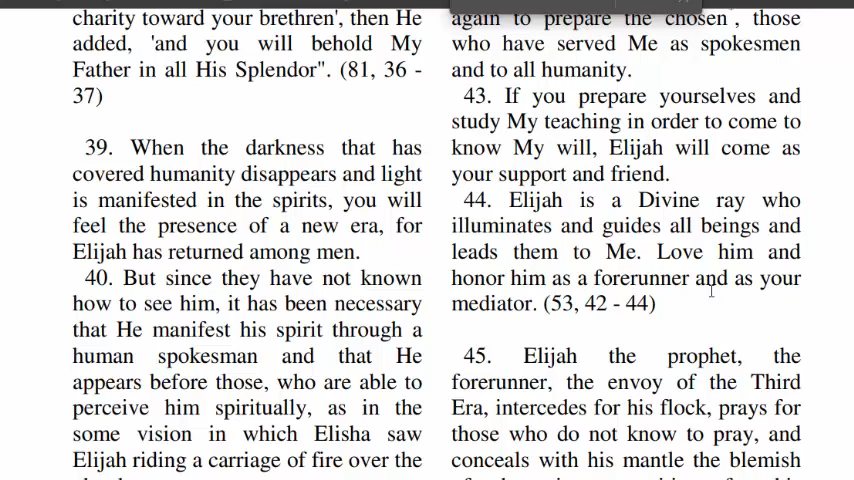 charity toward your brethren', then He
added, 'and you will behold My
Father in all His Splendor". (81, 36 -
37)
39. When the darkness that has
covered humanity disappears and light
is manifested in the spirits, you will
feel the presence of a new era, for
Elijah has returned among men.
40. But since they have not known
how to see him, it has been necessary
that He manifest his spirit through a
human spokesman and that He
appears before those, who are able to
perceive him spiritually, as in the
some vision in which Elisha saw
Elijah riding a carriage of fire over the
again to prepare the chosen', those
who have served Me as spokesmen
and to all humanity.
43. If you prepare yourselves and
study My teaching in order to come to
know My will, Elijah will come as
your support and friend.
44. Elijah is a Divine ray who
illuminates and guides all beings and
leads them to Me. Love him and
honor him as a forerunner and as your
mediator. (53, 42 - 44)
45. Elijah the prophet, the
forerunner, the envoy of the Third
Era, intercedes for his flock, prays for
those who do not know to pray, and
conceals with his mantle the blemish